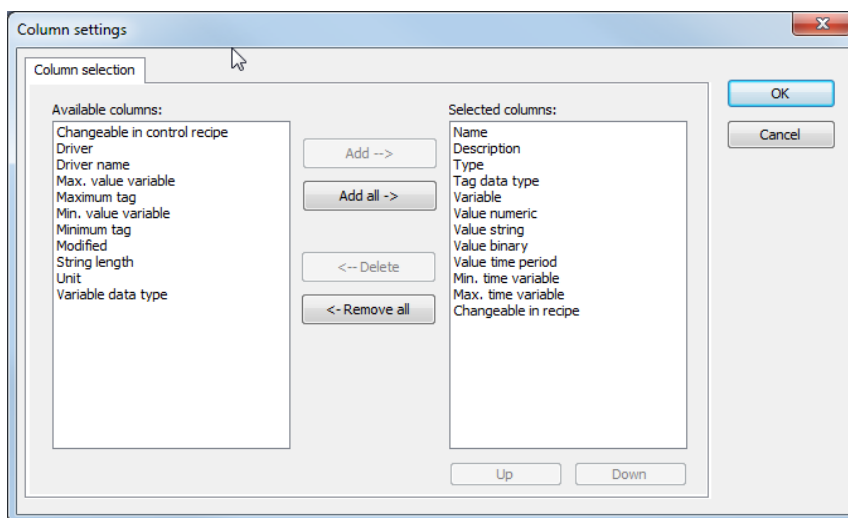 Column settings
Column selection
Available columns:
Changeable in control recipe
Driver
Driver name
Max. value variable
Maximum tag
Min. value variable
Minimum tag
Modified
String length
Unit
Variable data type
Add -->
Add all ->
<-- Delete
<- Remove all
Selected columns:
Name
Description
Type
Tag data type
Variable
Value numeric
Value string
Value binary
Value time period
Min. time variable
Max. time variable
Changeable in recipe
Up
Down
OK
Cancel